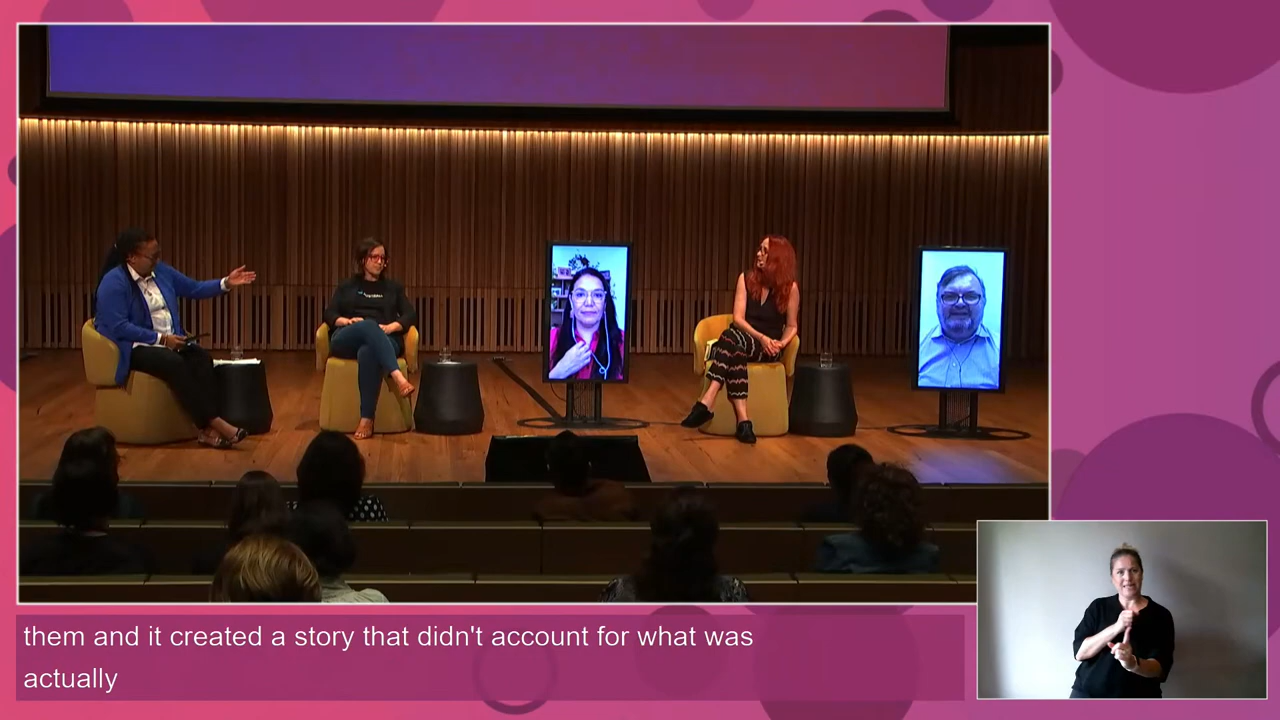 them and it created a story that didn't account for what was
actually